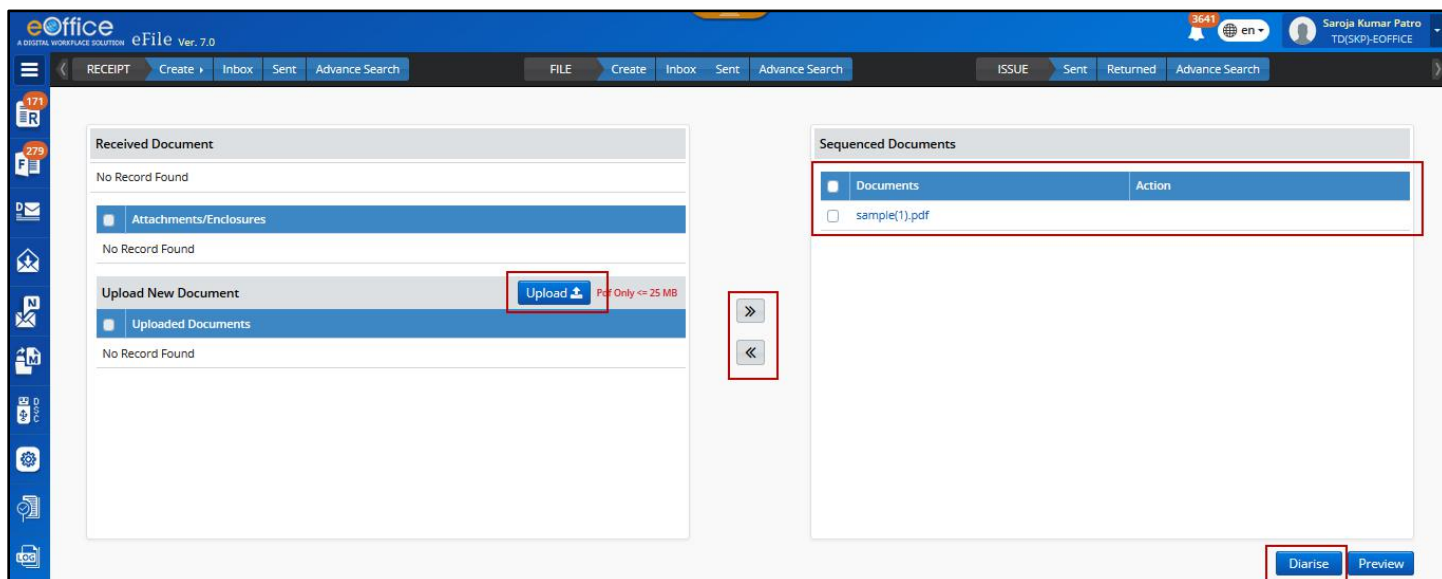 eOffice
A DIGITAL WORKPLACE SOLUTION eFile Ver. 7.0
3641
en
Saroja Kumar Patro
TD(SKP)-EOFFICE
RECEIPT Create Inbox Sent Advance Search FILE Create Inbox Sent Advance Search ISSUE Sent Returned Advance Search
171
R
279
F
D
N
M
DSC
LOG
Received Document
No Record Found
Attachments/Enclosures
No Record Found
Upload New Document Upload Pdf Only <= 25 MB
Uploaded Documents
No Record Found
Sequenced Documents
Documents Action
sample(1).pdf
Diarise Preview